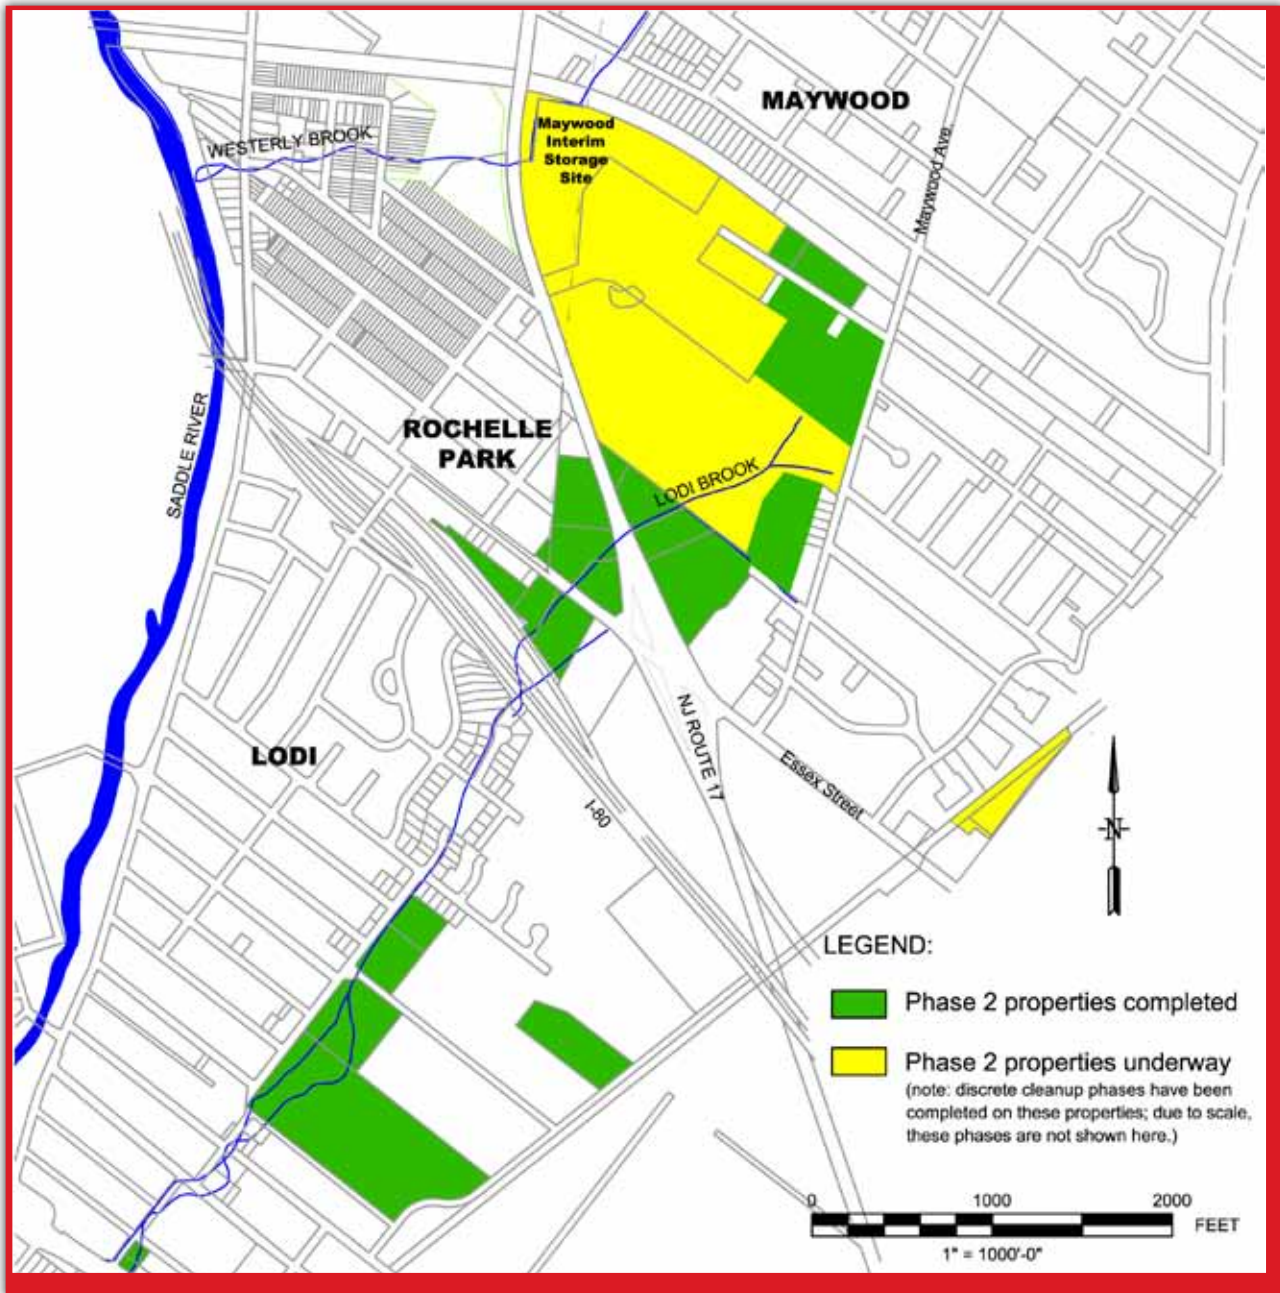 MAYWOOD
Maywood
Interim
Storage
Site
WESTERLY BROOK
Maywood Ave.
ROCHELLE
PARK
SADDLE RIVER
LODI BROOK
NJ ROUTE 17
LODI
Essex Street
I-80
N
LEGEND:
Phase 2 properties completed
Phase 2 properties underway
(note: discrete cleanup phases have been
completed on these properties; due to scale,
these phases are not shown here.)
0 1000 2000
FEET
1" = 1000'-0"